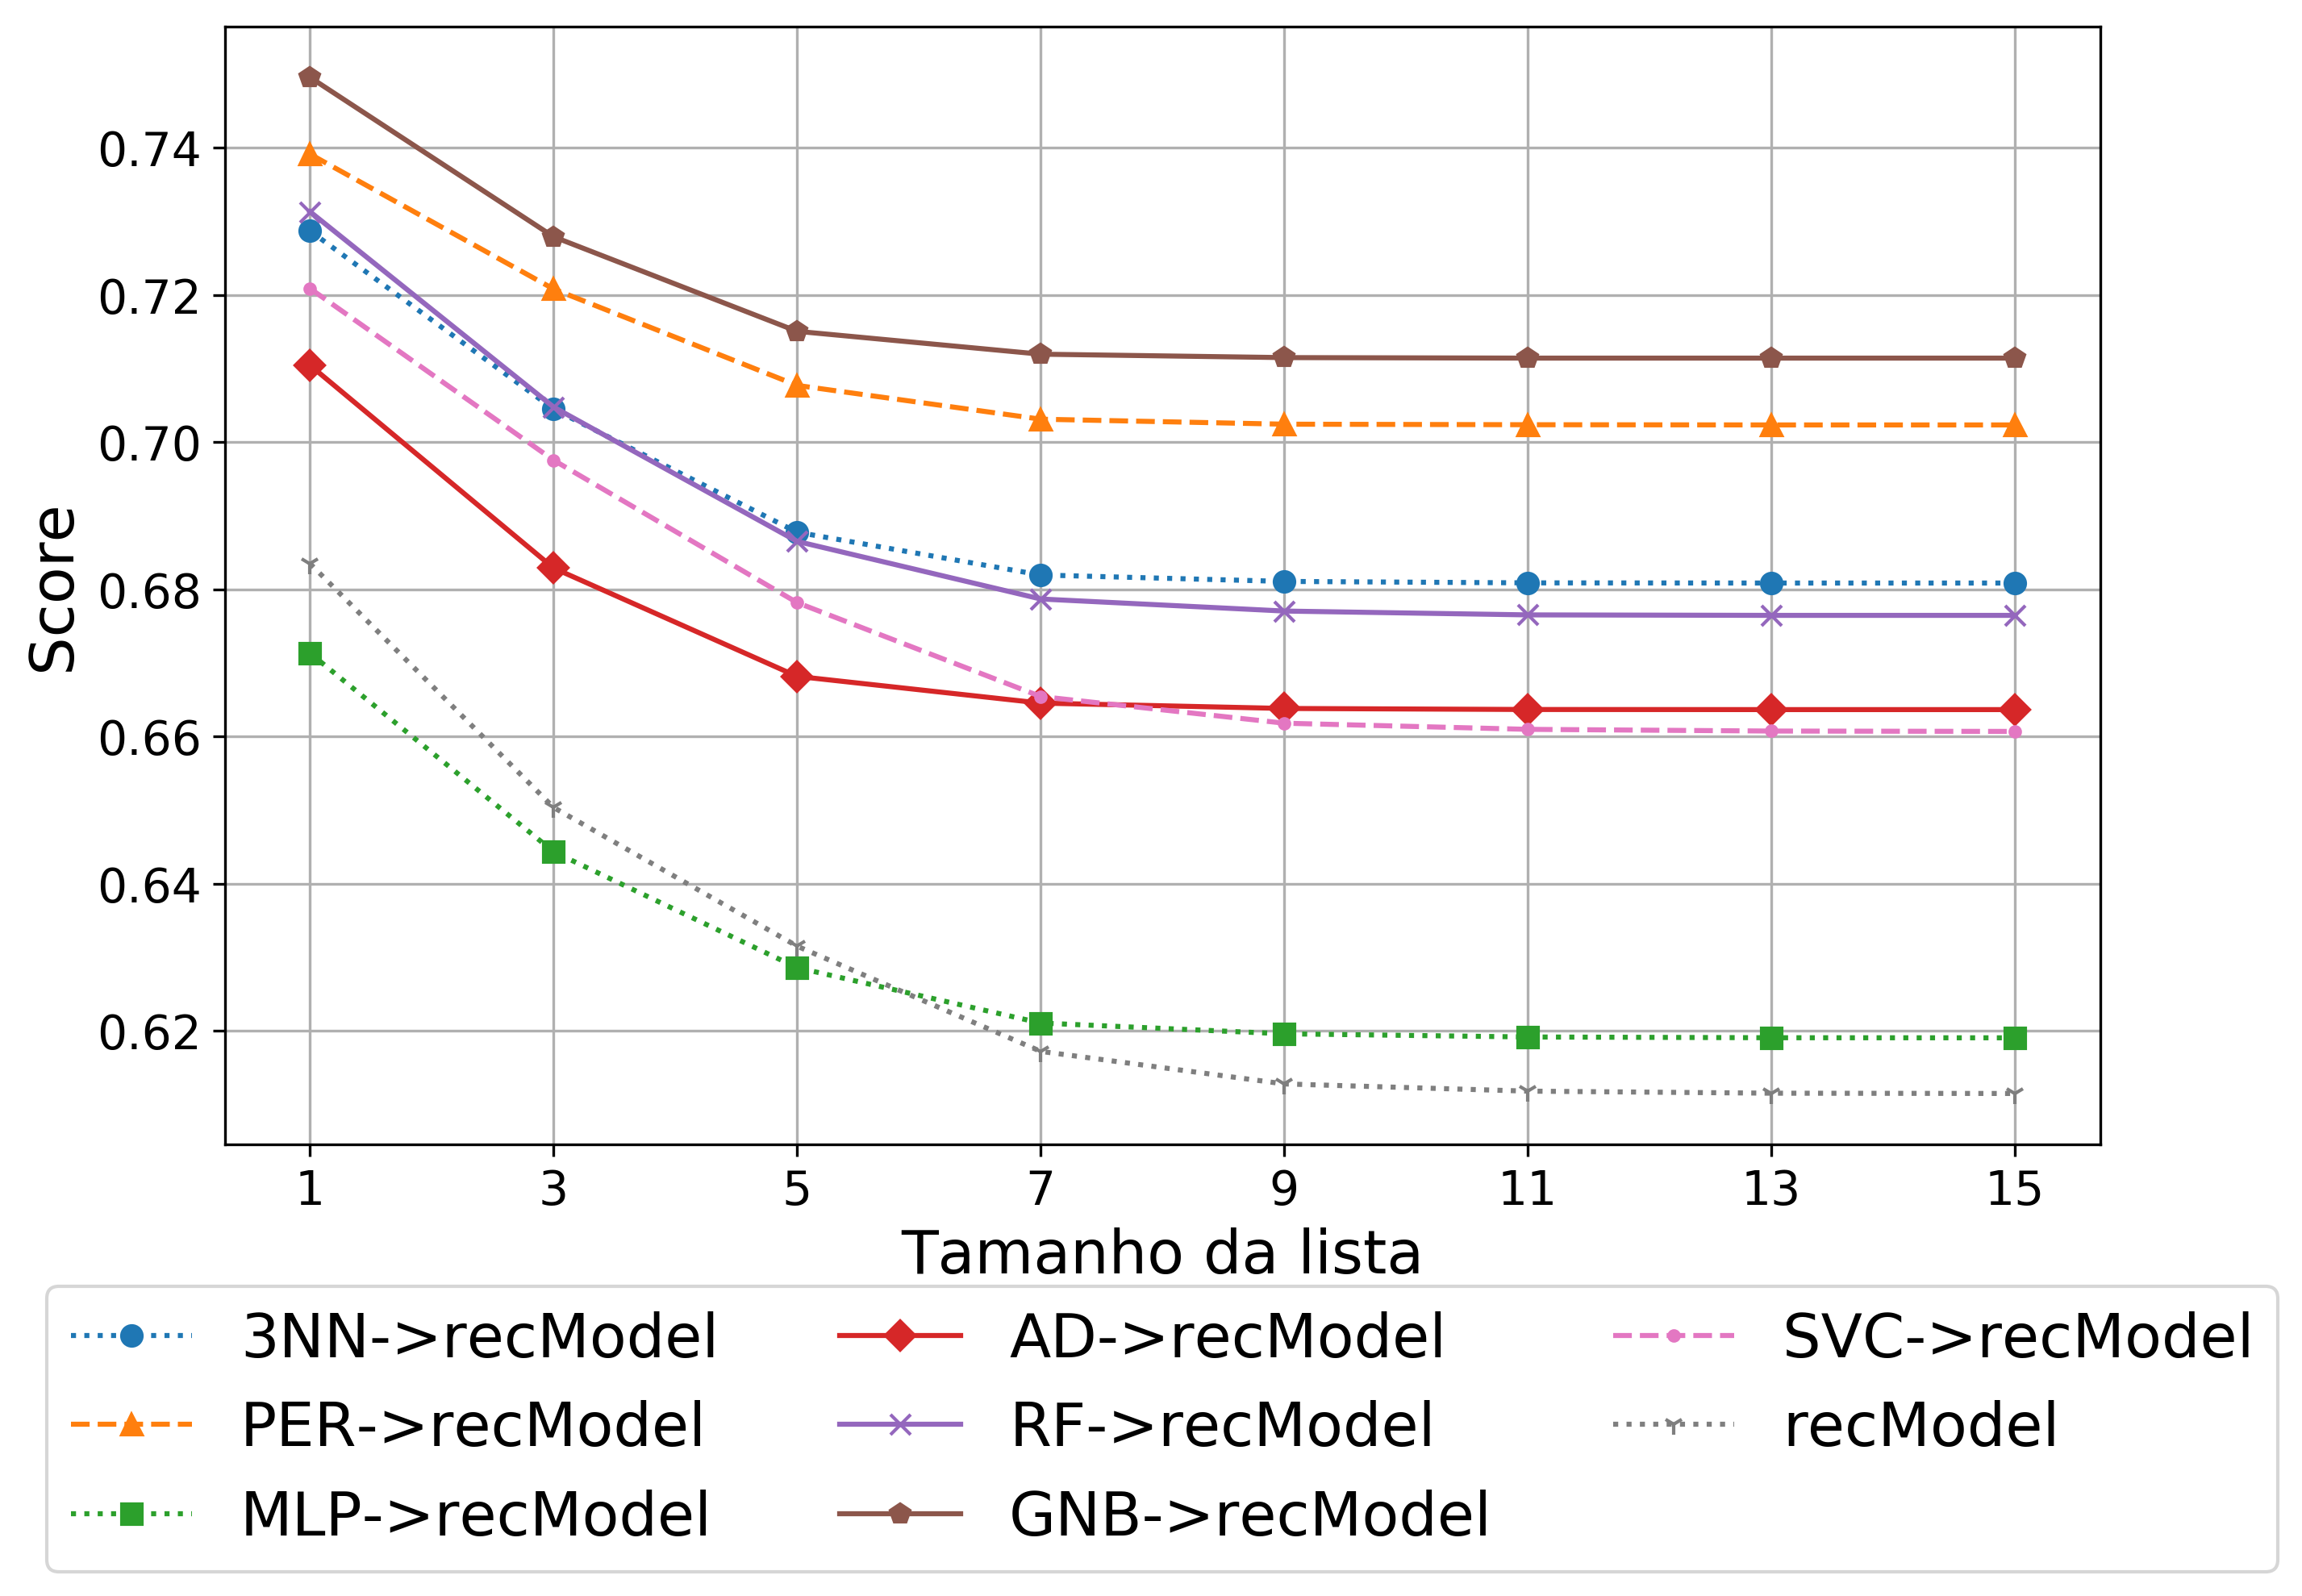 0.74
0.72
0.70
0.68
0.66
0.64
0.62
Score
1 3 5 7 9 11 13 15
Tamanho da lista
3NN->recModel
PER->recModel
MLP->recModel
AD->recModel
RF->recModel
GNB->recModel
SVC->recModel
recModel